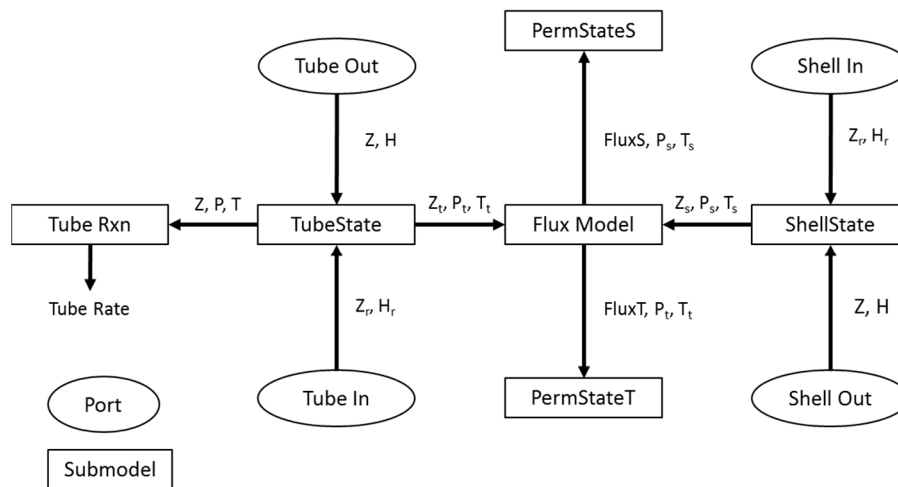 PermStateS
Tube Out
Shell In
Z, H
FluxS, Pₛ, Tₛ
Zᵣ, Hᵣ
Z, P, T
Zₜ, Pₜ, Tₜ
Zₛ, Pₛ, Tₛ
Tube Rxn
TubeState
Flux Model
ShellState
Tube Rate
Zᵣ, Hᵣ
FluxT, Pₜ, Tₜ
Z, H
Port
Tube In
PermStateT
Shell Out
Submodel